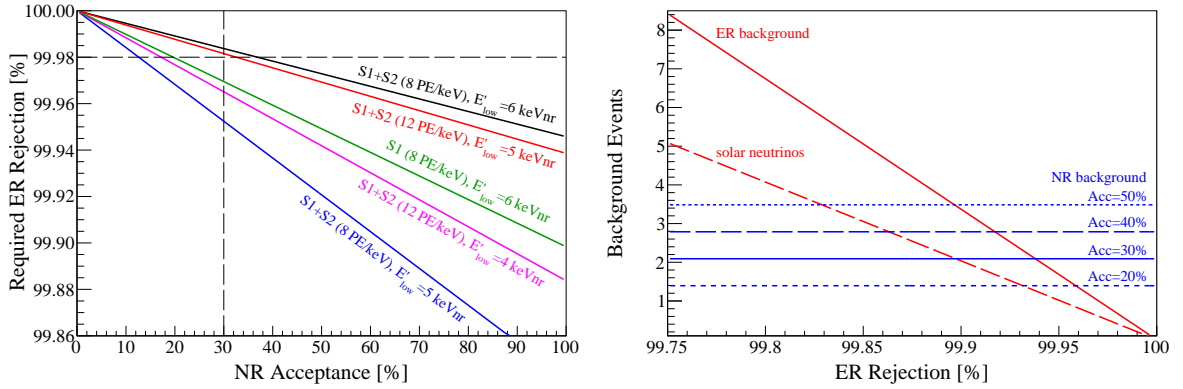 100.00
99.98
99.96
99.94
99.92
99.90
99.88
99.86
0 10 20 30 40 50 60 70 80 90 100
Required ER Rejection [%]
NR Acceptance [%]
S1+S2 (8 PE/keV), E'low=6 keVnr
S1+S2 (12 PE/keV), E'low=5 keVnr
S1 (8 PE/keV), E'low=6 keVnr
S1+S2 (12 PE/keV), E'low=4 keVnr
S1+S2 (8 PE/keV), E'low=5 keVnr
8
7
6
5
4
3
2
1
99.75 99.8 99.85 99.9 99.95 100
Background Events
ER Rejection [%]
ER background
solar neutrinos
NR background
Acc=50%
Acc=40%
Acc=30%
Acc=20%